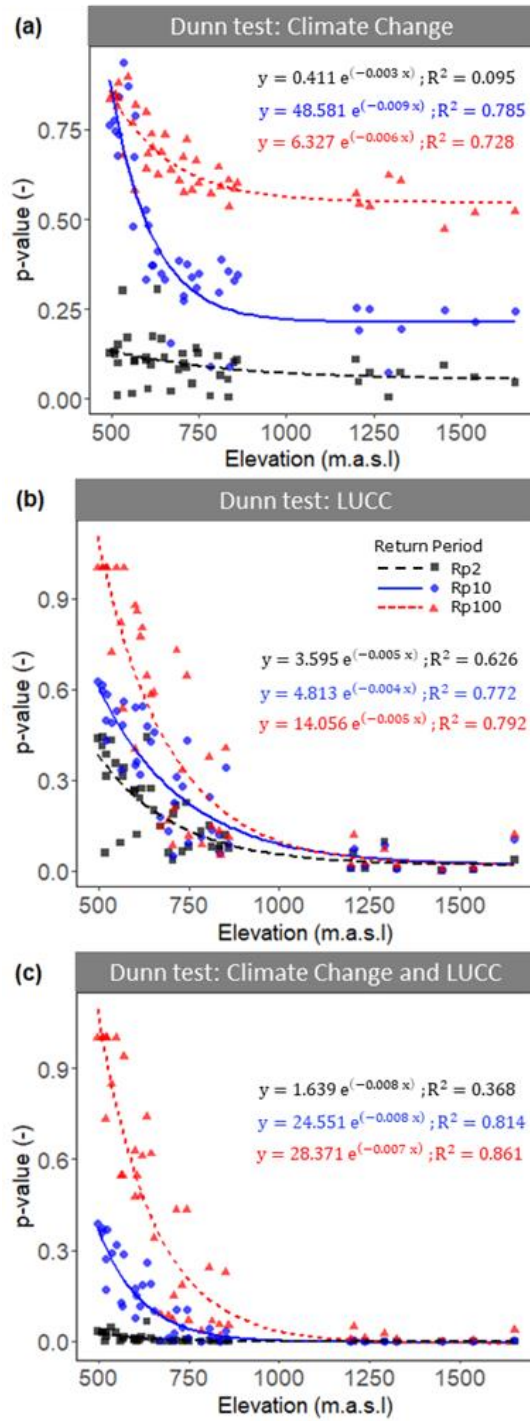 (a)
Dunn test: Climate Change
y = 0.411 e^(−0.003 x) ; R² = 0.095
y = 48.581 e^(−0.009 x) ; R² = 0.785
y = 6.327 e^(−0.006 x) ; R² = 0.728
p-value (-)
0.75
0.50
0.25
0.00
500 750 1000 1250 1500
Elevation (m.a.s.l)
(b)
Dunn test: LUCC
Return Period
Rp2
Rp10
Rp100
y = 3.595 e^(−0.005 x) ; R² = 0.626
y = 4.813 e^(−0.004 x) ; R² = 0.772
y = 14.056 e^(−0.005 x) ; R² = 0.792
p-value (-)
0.9
0.6
0.3
0.0
500 750 1000 1250 1500
Elevation (m.a.s.l)
(c)
Dunn test: Climate Change and LUCC
y = 1.639 e^(−0.008 x) ; R² = 0.368
y = 24.551 e^(−0.008 x) ; R² = 0.814
y = 28.371 e^(−0.007 x) ; R² = 0.861
p-value (-)
0.9
0.6
0.3
0.0
500 750 1000 1250 1500
Elevation (m.a.s.l)